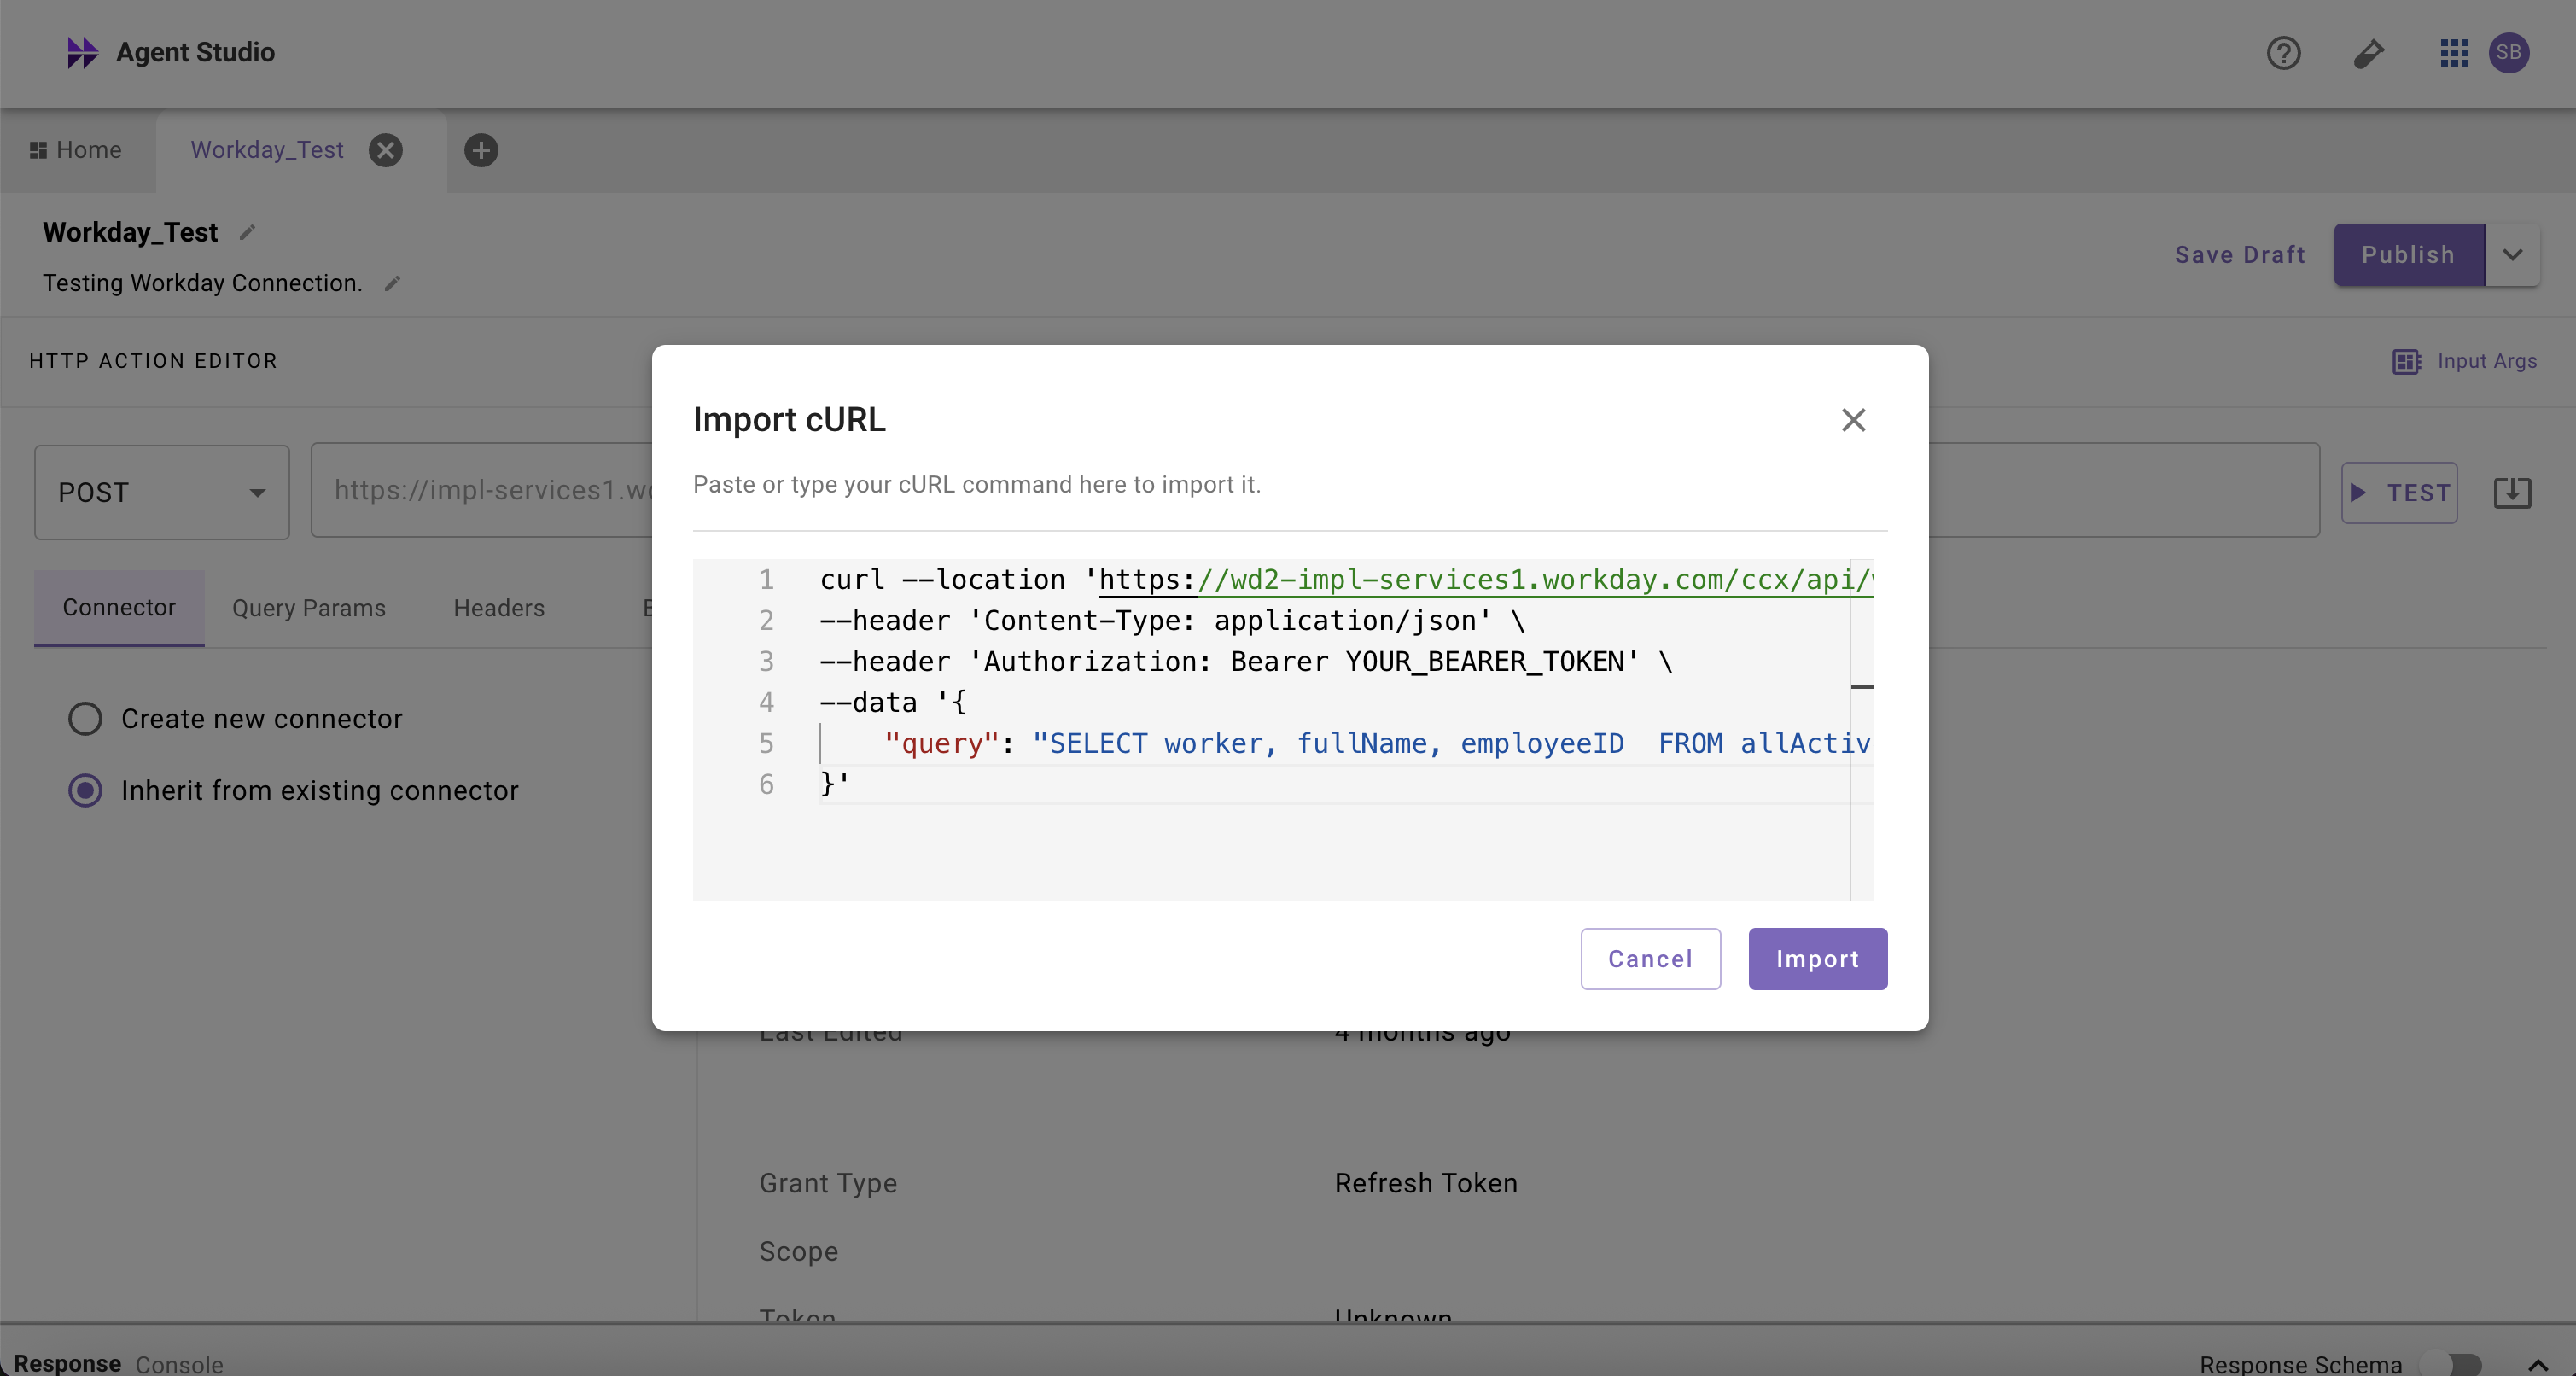 Agent Studio
SB
Home
Workday_Test
Workday_Test
Testing Workday Connection.
Save Draft
Publish
HTTP ACTION EDITOR
Input Args
POST
https://impl-services1.wo
TEST
Connector
Query Params
Headers
Create new connector
Inherit from existing connector
Import cURL
Paste or type your cURL command here to import it.
1 curl --location 'https://wd2-impl-services1.workday.com/ccx/api/
2 --header 'Content-Type: application/json' \
3 --header 'Authorization: Bearer YOUR_BEARER_TOKEN' \
4 --data '{
5 "query": "SELECT worker, fullName, employeeID  FROM allActiv
6 }'
Cancel
Import
Last Edited
4 months ago
Grant Type
Refresh Token
Scope
Token
Unknown
Response
Console
Response Schema